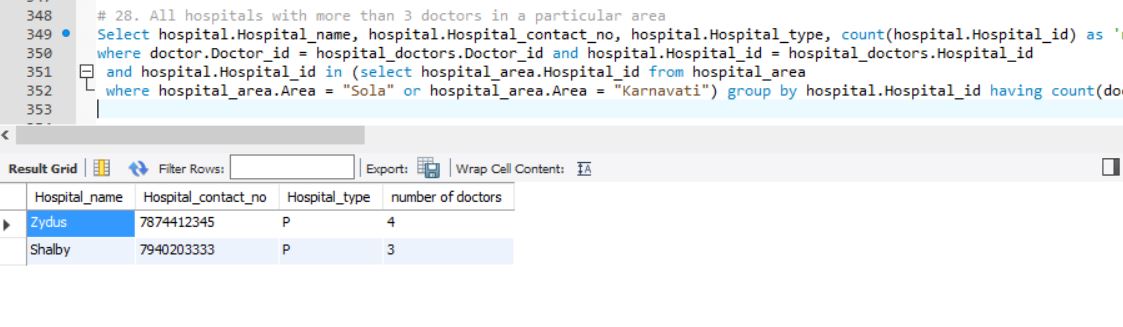 348 # 28. All hospitals with more than 3 doctors in a particular area
349 Select hospital.Hospital_name, hospital.Hospital_contact_no, hospital.Hospital_type, count(hospital.Hospital_id) as '
350 where doctor.Doctor_id = hospital_doctors.Doctor_id and hospital.Hospital_id = hospital_doctors.Hospital_id
351 and hospital.Hospital_id in (select hospital_area.Hospital_id from hospital_area
352 where hospital_area.Area = "Sola" or hospital_area.Area = "Karnavati") group by hospital.Hospital_id having count(do
353
Result Grid Filter Rows: Export: Wrap Cell Content:
Hospital_name Hospital_contact_no Hospital_type number of doctors
Zydus 7874412345 P 4
Shalby 7940203333 P 3